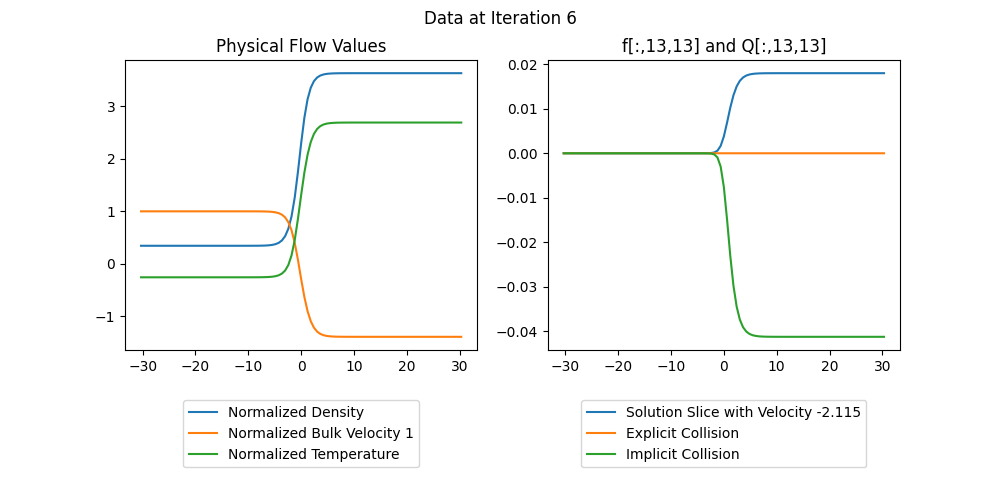 Data at Iteration 6
Physical Flow Values
3
2
1
0
−1
−30
−20
−10
0
10
20
30
Normalized Density
Normalized Bulk Velocity 1
Normalized Temperature
f[:,13,13] and Q[:,13,13]
0.02
0.01
0.00
−0.01
−0.02
−0.03
−0.04
−30
−20
−10
0
10
20
30
Solution Slice with Velocity -2.115
Explicit Collision
Implicit Collision